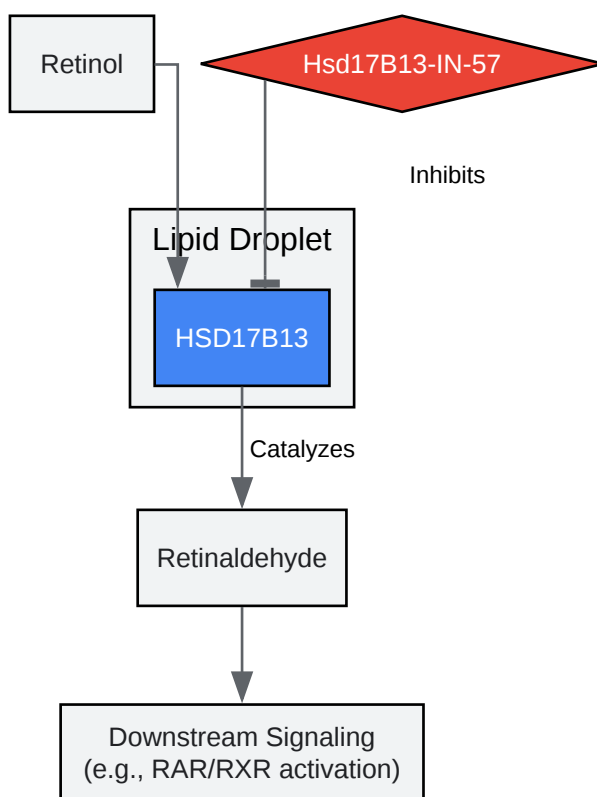 Retinol
Hsd17B13-IN-57
Inhibits
Lipid Droplet
HSD17B13
Catalyzes
Retinaldehyde
Downstream Signaling
(e.g., RAR/RXR activation)